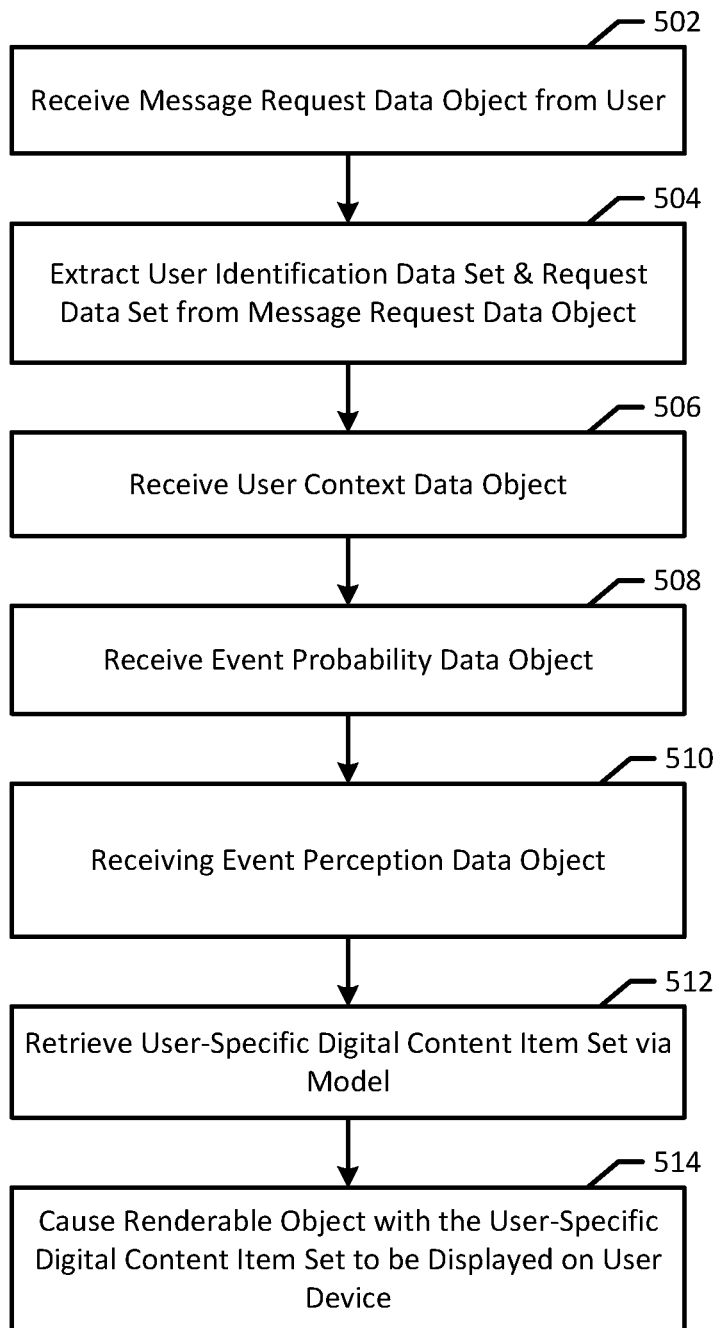 502
Receive Message Request Data Object from User
504
Extract User Identification Data Set & Request
Data Set from Message Request Data Object
506
Receive User Context Data Object
508
Receive Event Probability Data Object
510
Receiving Event Perception Data Object
512
Retrieve User-Specific Digital Content Item Set via
Model
514
Cause Renderable Object with the User-Specific
Digital Content Item Set to be Displayed on User
Device